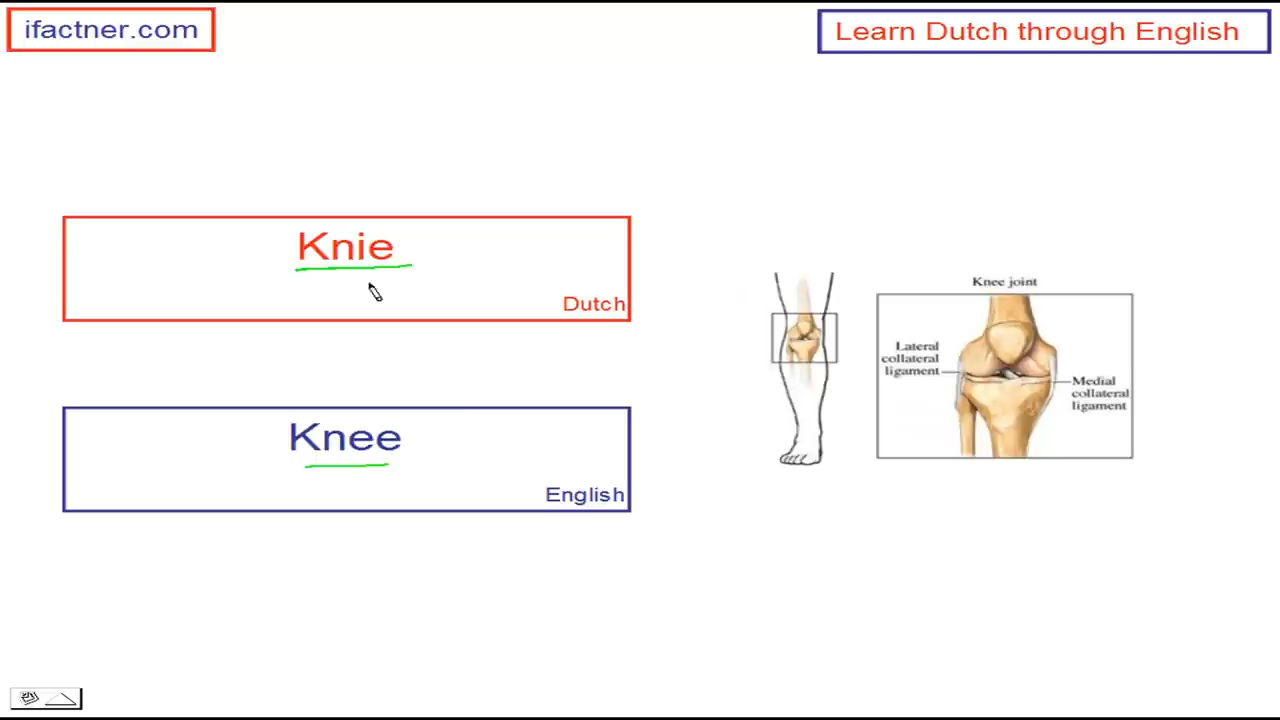 ifactner.com
Learn Dutch through English
Knie
Dutch
Knee
English
Knee joint
Lateral
collateral
ligament
Medial
collateral
ligament